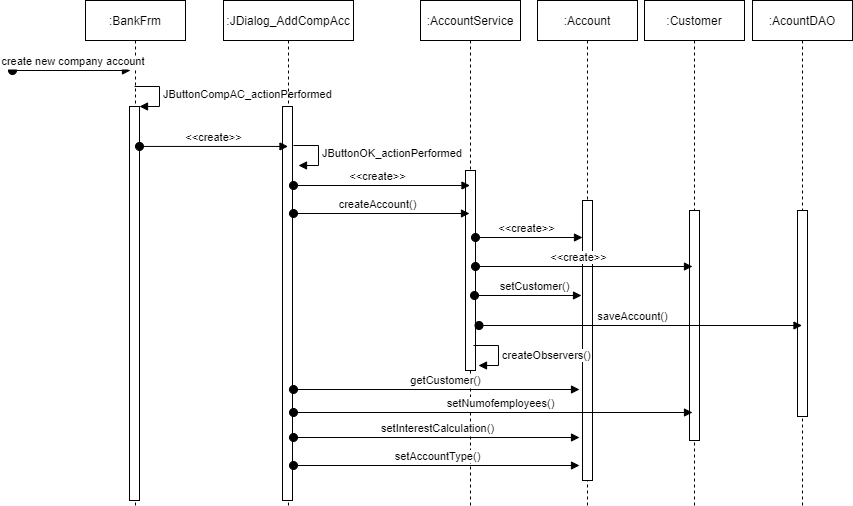 :BankFrm
:JDialog_AddCompAcc
:AccountService
:Account
:Customer
:AcountDAO
create new company account
JButtonCompAC_actionPerformed
<<create>>
JButtonOK_actionPerformed
<<create>>
createAccount()
<<create>>
<<create>>
setCustomer()
saveAccount()
createObservers()
getCustomer()
setNumofemployees()
setInterestCalculation()
setAccountType()